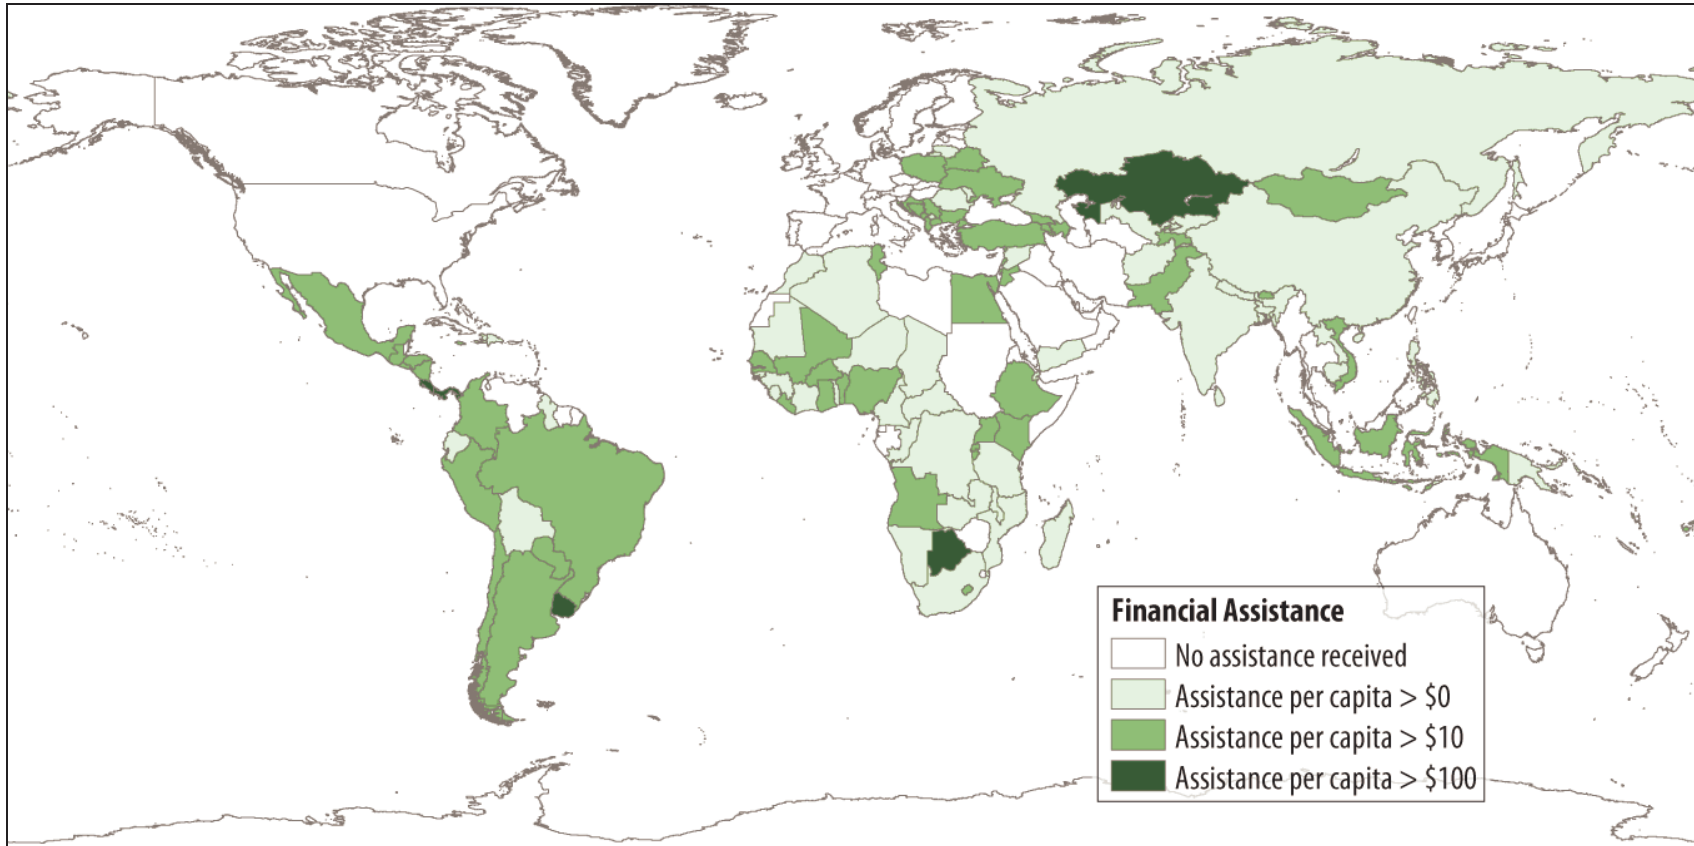 Financial Assistance
No assistance received
Assistance per capita > $0
Assistance per capita > $10
Assistance per capita > $100